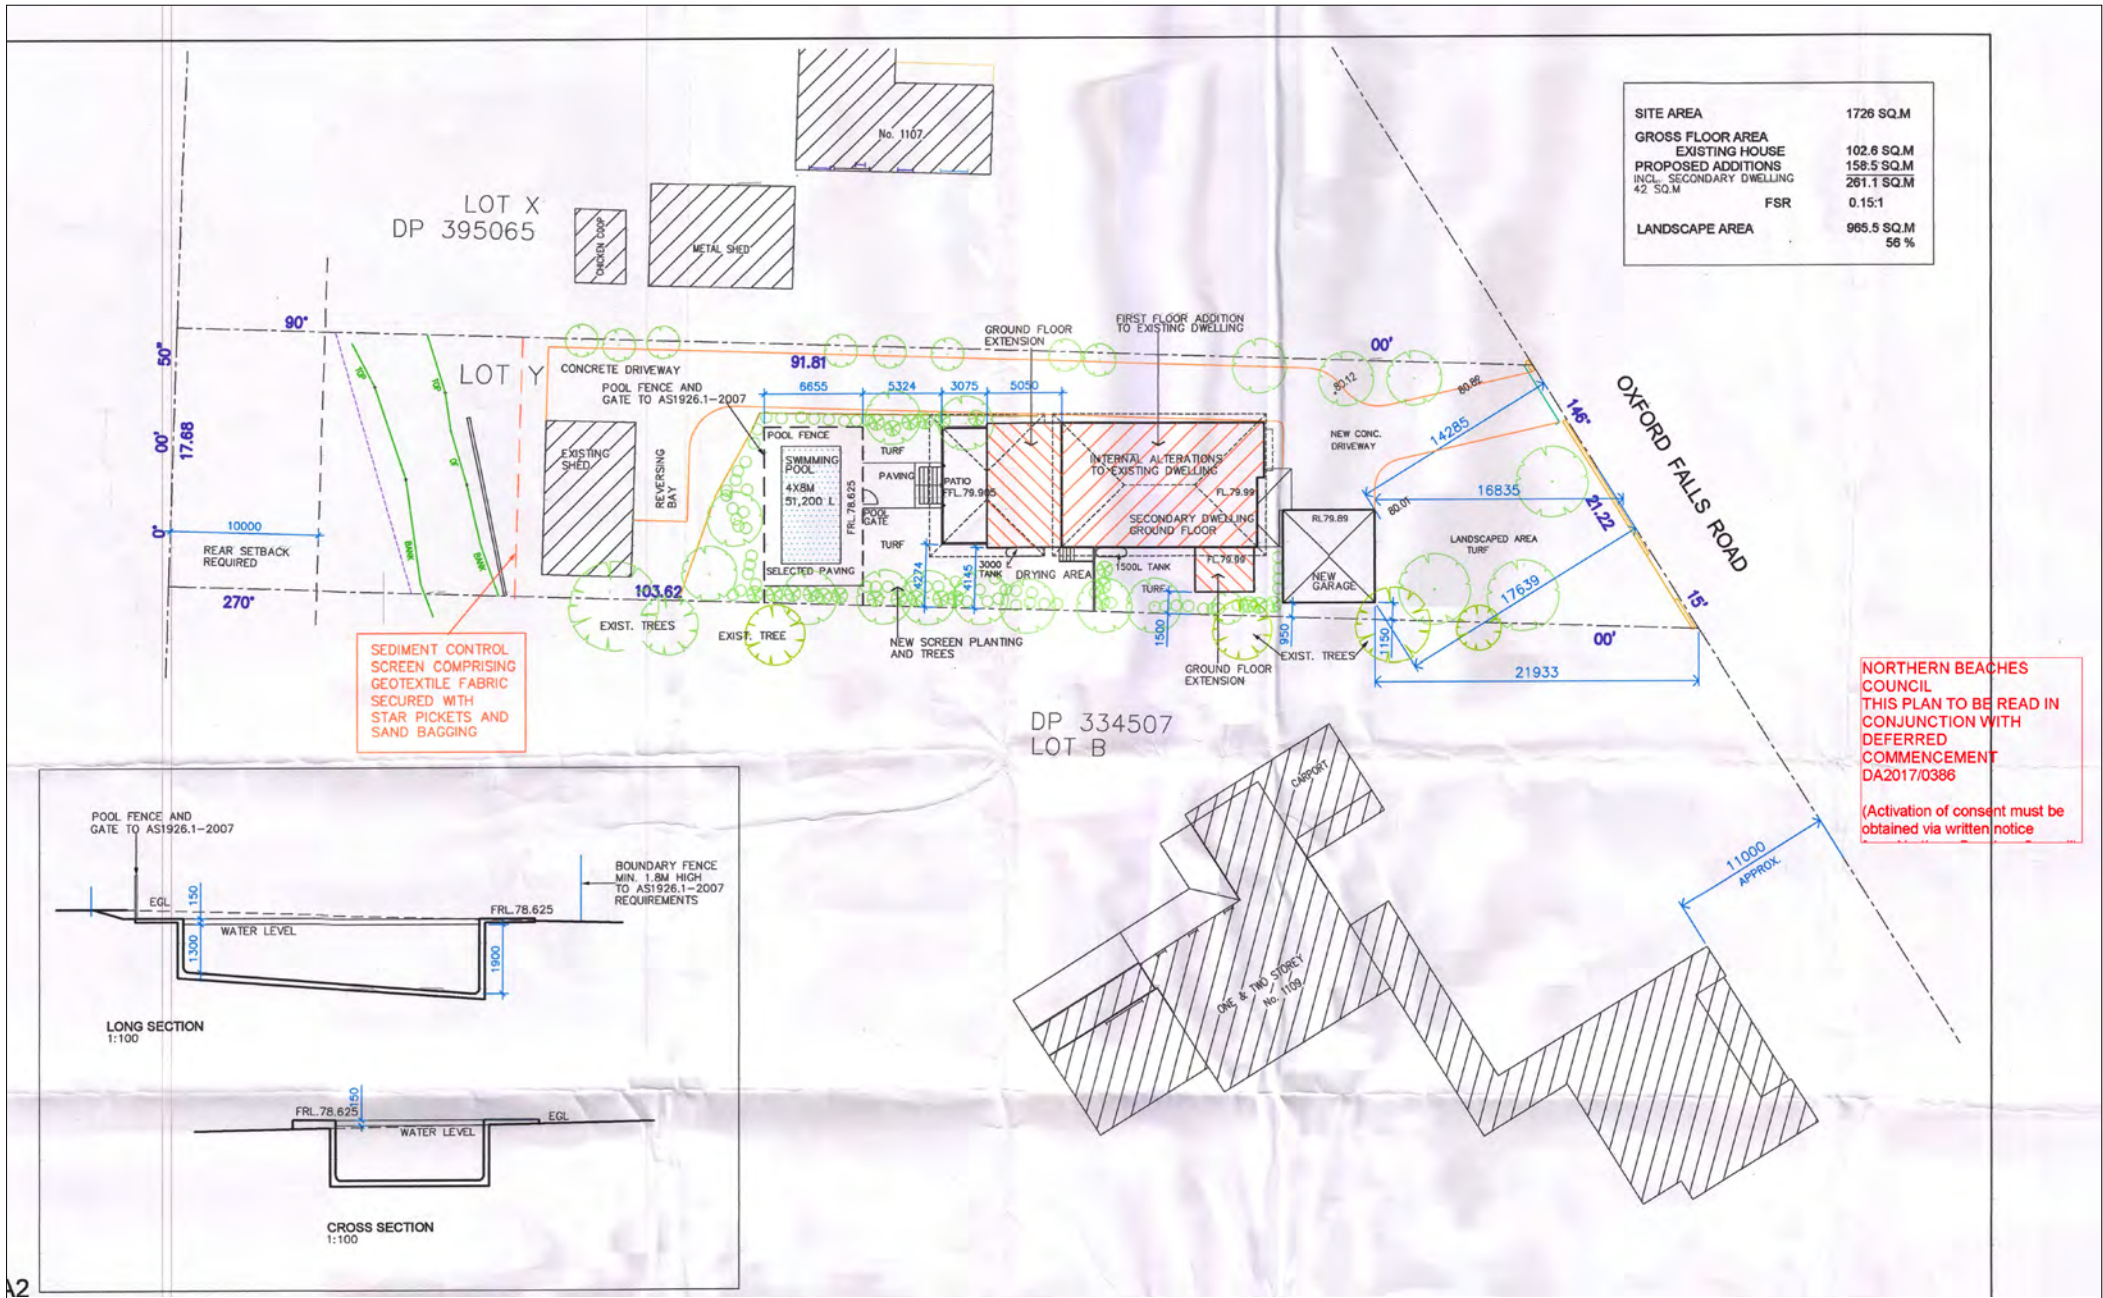 No. 1107
SITE AREA 1726 SQ.M
GROSS FLOOR AREA
EXISTING HOUSE 102.6 SQ.M
PROPOSED ADDITIONS 158.5 SQ.M
INCL. SECONDARY DWELLING 261.1 SQ.M
42 SQ.M
FSR 0.15:1
LANDSCAPE AREA 965.5 SQ.M
56 %
LOT X
DP 395065
CHICKEN COOP
METAL SHED
90°
50"
00'
0°
17.68
LOT Y
CONCRETE DRIVEWAY
91.81
GROUND FLOOR
EXTENSION
FIRST FLOOR ADDITION
TO EXISTING DWELLING
00'
POOL FENCE AND
GATE TO AS1926.1-2007
6655
5324
3075
5050
80.12
80.82
OXFORD FALLS ROAD
146°
21.22
15'
TOP
TOP
BANK
BANK
EXISTING
SHED
REVERSING
BAY
POOL FENCE
SWIMMING
POOL
4X8M
51,200 L
FRL.78.625
TURF
PAVING
POOL
GATE
TURF
SELECTED PAVING
PATIO
FFL.79.905
INTERNAL ALTERATIONS
TO EXISTING DWELLING
FL.79.99
SECONDARY DWELLING
GROUND FLOOR
NEW CONC.
DRIVEWAY
14285
16835
80.01
RL79.89
NEW
GARAGE
LANDSCAPED AREA
TURF
17639
10000
REAR SETBACK
REQUIRED
4274
4145
3000 L
TANK
DRYING AREA
1500L TANK
FL.79.99
TURF
270°
103.62
00'
EXIST. TREES
EXIST. TREE
NEW SCREEN PLANTING
AND TREES
1500
950
1150
EXIST. TREES
GROUND FLOOR
EXTENSION
21933
SEDIMENT CONTROL
SCREEN COMPRISING
GEOTEXTILE FABRIC
SECURED WITH
STAR PICKETS AND
SAND BAGGING
DP 334507
LOT B
NORTHERN BEACHES
COUNCIL
THIS PLAN TO BE READ IN
CONJUNCTION WITH
DEFERRED
COMMENCEMENT
DA2017/0386
(Activation of consent must be
obtained via written notice
CARPORT
ONE & TWO STOREY
No. 1109
11000
APPROX.
POOL FENCE AND
GATE TO AS1926.1-2007
EGL
150
WATER LEVEL
1300
FRL.78.625
1900
BOUNDARY FENCE
MIN. 1.8M HIGH
TO AS1926.1-2007
REQUIREMENTS
LONG SECTION
1:100
FRL.78.625
150
WATER LEVEL
EGL
CROSS SECTION
1:100
A2